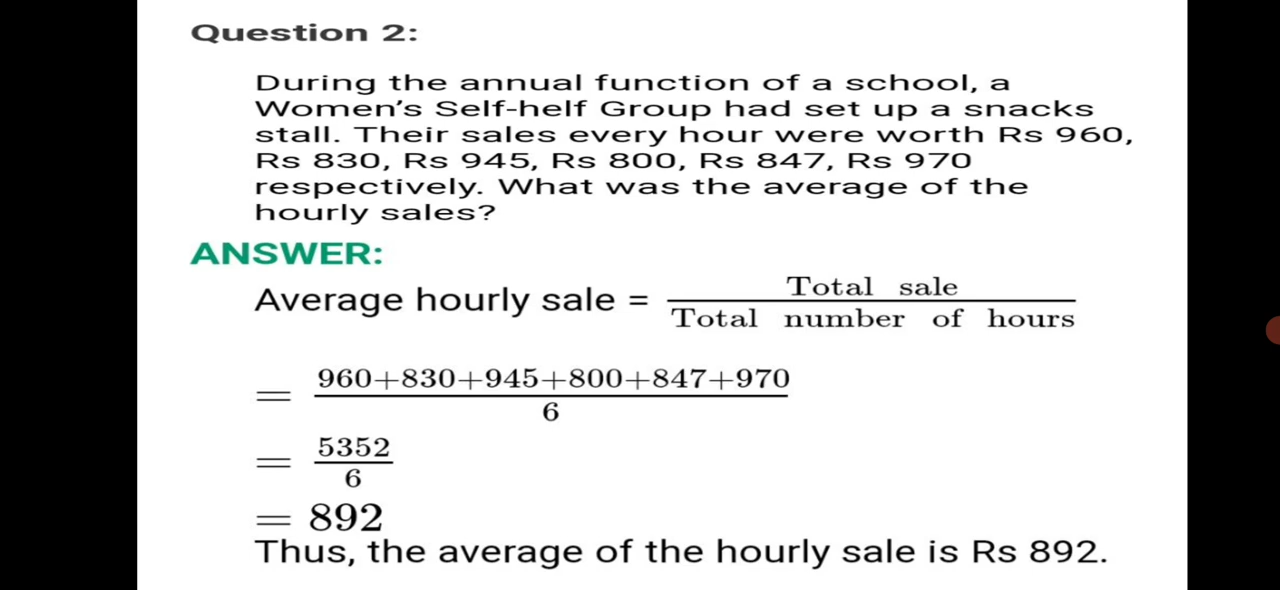 Question 2:
During the annual function of a school, a
Women's Self-helf Group had set up a snacks
stall. Their sales every hour were worth Rs 960,
Rs 830, Rs 945, Rs 800, Rs 847, Rs 970
respectively. What was the average of the
hourly sales?
ANSWER:
Average hourly sale = Total sale / Total number of hours
= 960+830+945+800+847+970 / 6
= 5352 / 6
= 892
Thus, the average of the hourly sale is Rs 892.